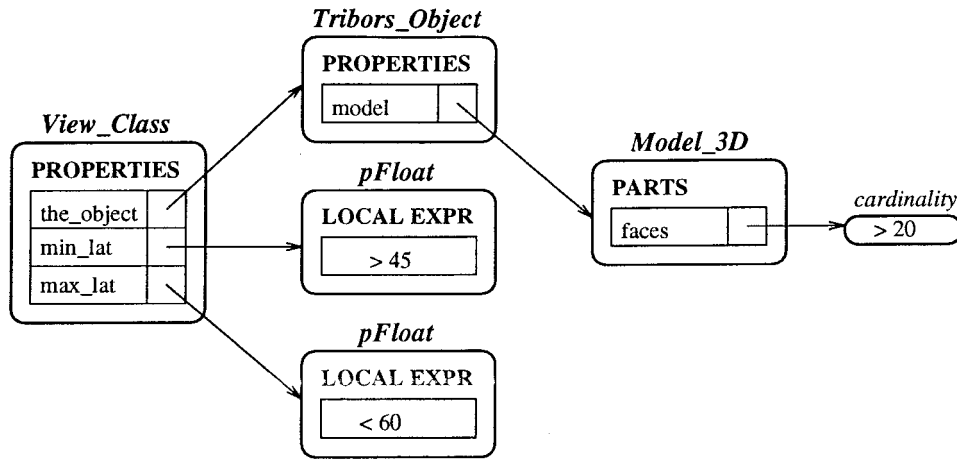 Tribors_Object
PROPERTIES
model
View_Class
PROPERTIES
the_object
min_lat
max_lat
pFloat
LOCAL EXPR
> 45
Model_3D
PARTS
faces
cardinality
> 20
pFloat
LOCAL EXPR
< 60